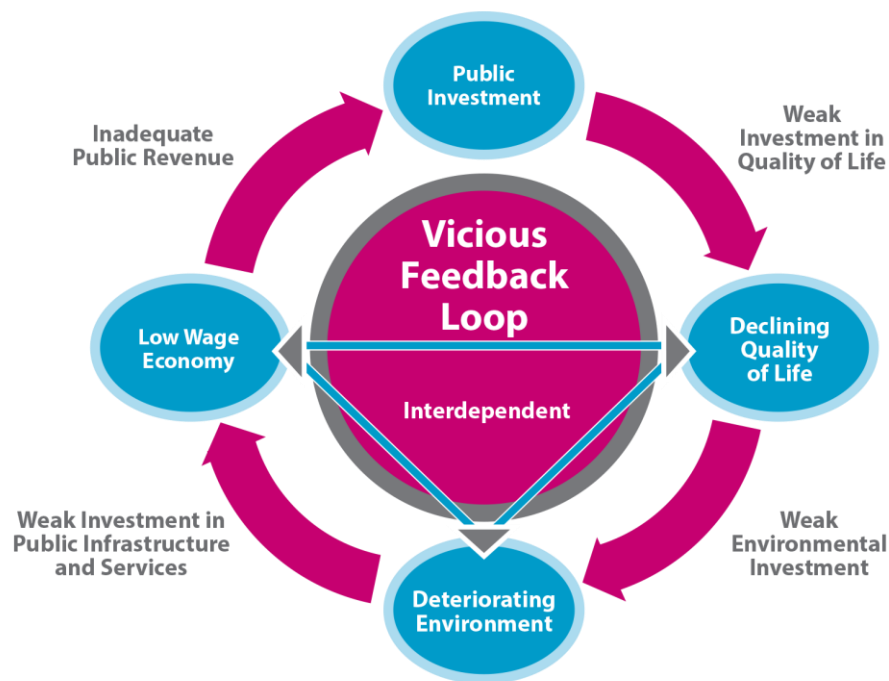 Public
Investment
Inadequate
Public Revenue
Weak
Investment in
Quality of Life
Vicious
Feedback
Loop
Low Wage
Economy
Declining
Quality
of Life
Interdependent
Weak Investment in
Public Infrastructure
and Services
Weak
Environmental
Investment
Deteriorating
Environment